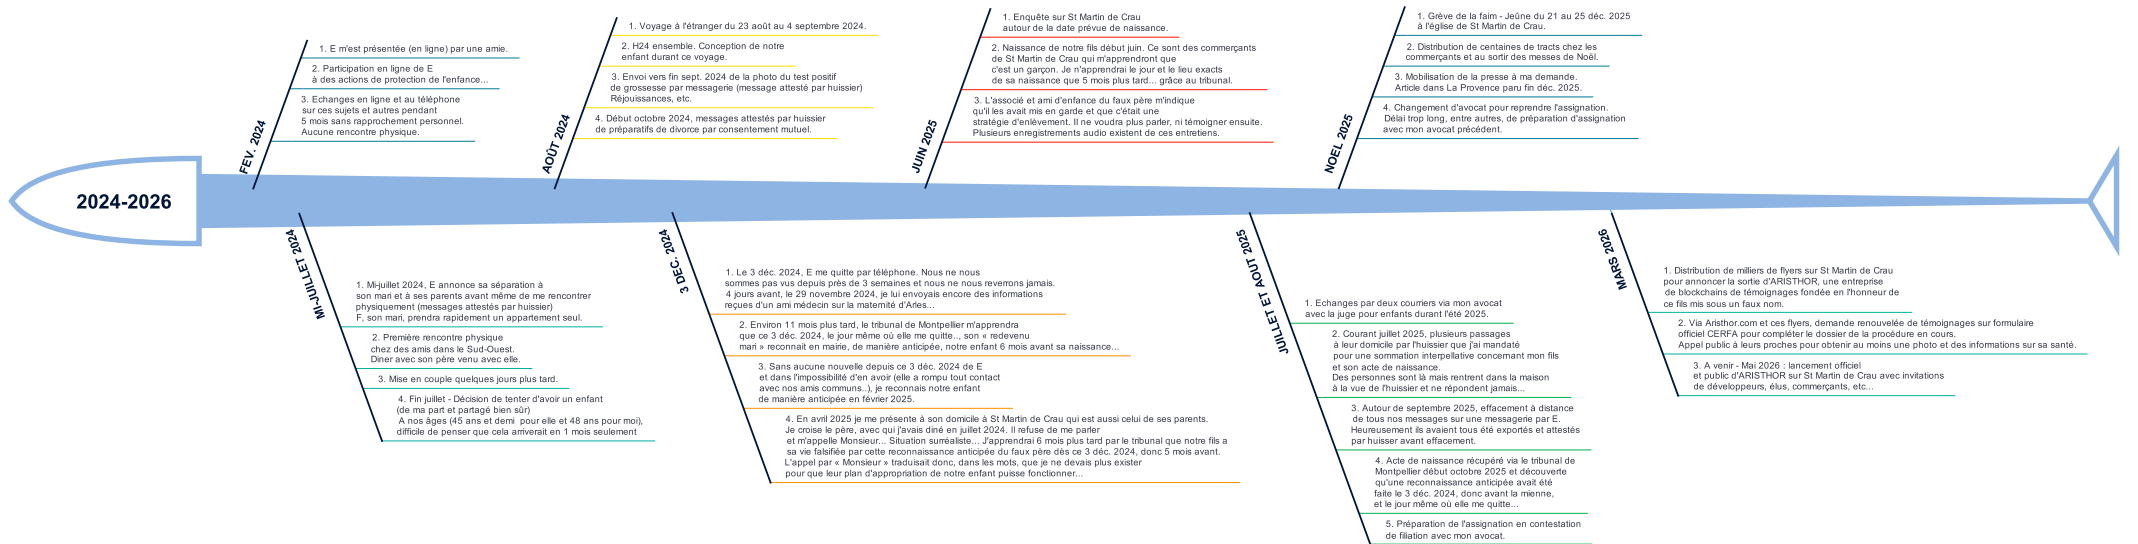 2024-2026
FEV. 2024
1. E m'est présentée (en ligne) par une amie.
2. Participation en ligne de E
à des actions de protection de l'enfance...
3. Echanges en ligne et au téléphone
sur ces sujets et autres pendant
5 mois sans rapprochement personnel.
Aucune rencontre physique.
MI-JUILLET 2024
1. Mi-juillet 2024, E annonce sa séparation à
son mari et à ses parents avant même de me rencontrer
physiquement (messages attestés par huissier)
F, son mari, prendra rapidement un appartement seul.
2. Première rencontre physique
chez des amis dans le Sud-Ouest.
Diner avec son père venu avec elle.
3. Mise en couple quelques jours plus tard.
4. Fin juillet - Décision de tenter d'avoir un enfant
(de ma part et partagé bien sûr)
A nos âges (45 ans et demi pour elle et 48 ans pour moi),
difficile de penser que cela arriverait en 1 mois seulement
AOÛT 2024
1. Voyage à l'étranger du 23 août au 4 septembre 2024.
2. H24 ensemble. Conception de notre
enfant durant ce voyage.
3. Envoi vers fin sept. 2024 de la photo du test positif
de grossesse par messagerie (message attesté par huissier)
Réjouissances, etc.
4. Début octobre 2024, messages attestés par huissier
de préparatifs de divorce par consentement mutuel.
3 DEC. 2024
1. Le 3 déc. 2024, E me quitte par téléphone. Nous ne nous
sommes pas vus depuis près de 3 semaines et nous ne nous reverrons jamais.
4 jours avant, le 29 novembre 2024, je lui envoyais encore des informations
reçues d'un ami médecin sur la maternité d'Arles...
2. Environ 11 mois plus tard, le tribunal de Montpellier m'apprendra
que ce 3 déc. 2024, le jour même où elle me quitte.., son « redevenu
mari » reconnait en mairie, de manière anticipée, notre enfant 6 mois avant sa naissance...
3. Sans aucune nouvelle depuis ce 3 déc. 2024 de E
et dans l'impossibilité d'en avoir (elle a rompu tout contact
avec nos amis communs..), je reconnais notre enfant
de manière anticipée en février 2025.
4. En avril 2025 je me présente à son domicile à St Martin de Crau qui est aussi celui de ses parents.
Je croise le père, avec qui j'avais diné en juillet 2024. Il refuse de me parler
et m'appelle Monsieur... Situation surréaliste... J'apprendrai 6 mois plus tard par le tribunal que notre fils a
sa vie falsifiée par cette reconnaissance anticipée du faux père dès ce 3 déc. 2024, donc 5 mois avant.
L'appel par « Monsieur » traduisait donc, dans les mots, que je ne devais plus exister
pour que leur plan d'appropriation de notre enfant puisse fonctionner...
JUIN 2025
1. Enquête sur St Martin de Crau
autour de la date prévue de naissance.
2. Naissance de notre fils début juin. Ce sont des commerçants
de St Martin de Crau qui m'apprendront que
c'est un garçon. Je n'apprendrai le jour et le lieu exacts
de sa naissance que 5 mois plus tard... grâce au tribunal.
3. L'associé et ami d'enfance du faux père m'indique
qu'il les avait mis en garde et que c'était une
stratégie d'enlèvement. Il ne voudra plus parler, ni témoigner ensuite.
Plusieurs enregistrements audio existent de ces entretiens.
JUILLET ET AOUT 2025
1. Echanges par deux courriers via mon avocat
avec la juge pour enfants durant l'été 2025.
2. Courant juillet 2025, plusieurs passages
à leur domicile par l'huissier que j'ai mandaté
pour une sommation interpellative concernant mon fils
et son acte de naissance.
Des personnes sont là mais rentrent dans la maison
à la vue de l'huissier et ne répondent jamais...
3. Autour de septembre 2025, effacement à distance
de tous nos messages sur une messagerie par E.
Heureusement ils avaient tous été exportés et attestés
par huisser avant effacement.
4. Acte de naissance récupéré via le tribunal de
Montpellier début octobre 2025 et découverte
qu'une reconnaissance anticipée avait été
faite le 3 déc. 2024, donc avant la mienne,
et le jour même où elle me quitte...
5. Préparation de l'assignation en contestation
de filiation avec mon avocat.
NOEL 2025
1. Grève de la faim - Jeûne du 21 au 25 déc. 2025
à l'église de St Martin de Crau.
2. Distribution de centaines de tracts chez les
commerçants et au sortir des messes de Noël.
3. Mobilisation de la presse à ma demande.
Article dans La Provence paru fin déc. 2025.
4. Changement d'avocat pour reprendre l'assignation.
Délai trop long, entre autres, de préparation d'assignation
avec mon avocat précédent.
MARS 2026
1. Distribution de milliers de flyers sur St Martin de Crau
pour annoncer la sortie d'ARISTHOR, une entreprise
de blockchains de témoignages fondée en l'honneur de
ce fils mis sous un faux nom.
2. Via Aristhor.com et ces flyers, demande renouvelée de témoignages sur formulaire
officiel CERFA pour compléter le dossier de la procédure en cours.
Appel public à leurs proches pour obtenir au moins une photo et des informations sur sa santé.
3. A venir - Mai 2026 : lancement officiel
et public d'ARISTHOR sur St Martin de Crau avec invitations
de développeurs, élus, commerçants, etc...